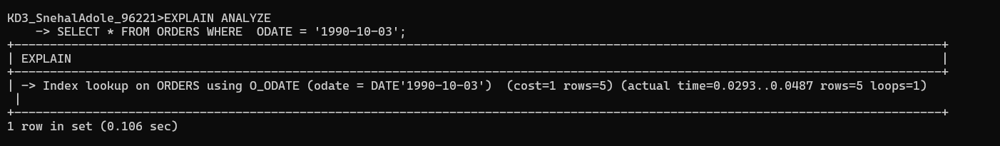 KD3_SnehalAdole_96221>EXPLAIN ANALYZE
    -> SELECT * FROM ORDERS WHERE  ODATE = '1990-10-03';
+----------------------------------------------------------------------------------------------------------------------------------+
| EXPLAIN                                                                                                                          |
+----------------------------------------------------------------------------------------------------------------------------------+
| -> Index lookup on ORDERS using O_ODATE (odate = DATE'1990-10-03')  (cost=1 rows=5) (actual time=0.0293..0.0487 rows=5 loops=1)
 |
+----------------------------------------------------------------------------------------------------------------------------------+
1 row in set (0.106 sec)